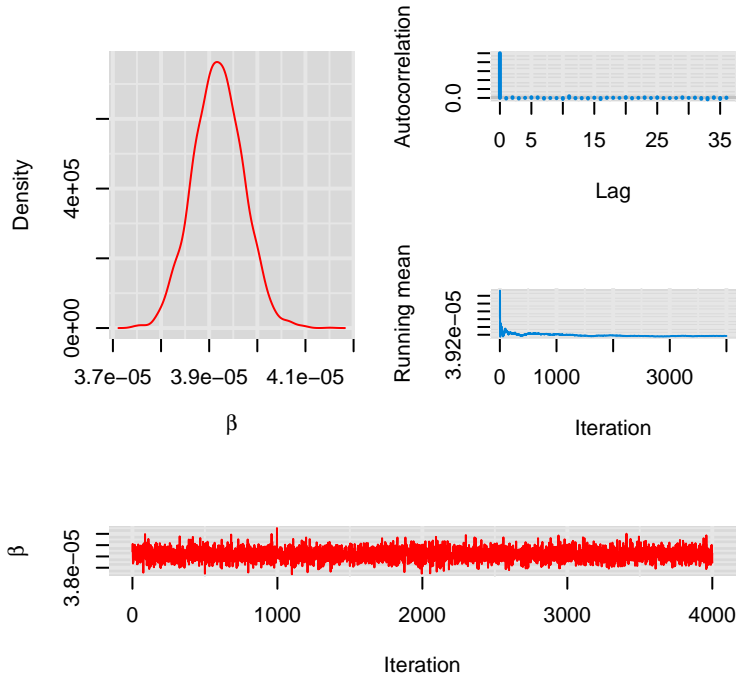 Density
0e+00
4e+05
3.7e−05 3.9e−05 4.1e−05
β
Autocorrelation
0.0
0 5 15 25 35
Lag
Running mean
3.92e−05
0 1000 3000
Iteration
β
3.8e−05
0 1000 2000 3000 4000
Iteration